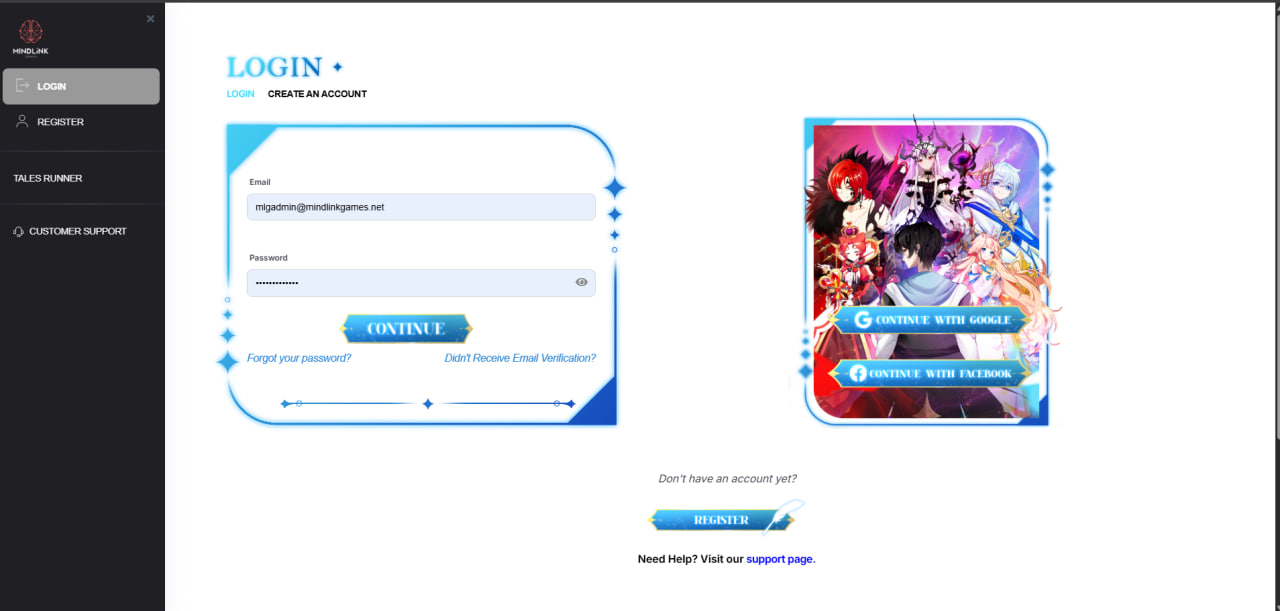 MINDLINK
LOGIN
REGISTER
TALES RUNNER
CUSTOMER SUPPORT
LOGIN
LOGIN CREATE AN ACCOUNT
Email
mlgadmin@mindlinkgames.net
Password
•••••••••••••
CONTINUE
Forgot your password? Didn't Receive Email Verification?
CONTINUE WITH GOOGLE
CONTINUE WITH FACEBOOK
Don't have an account yet?
REGISTER
Need Help? Visit our support page.